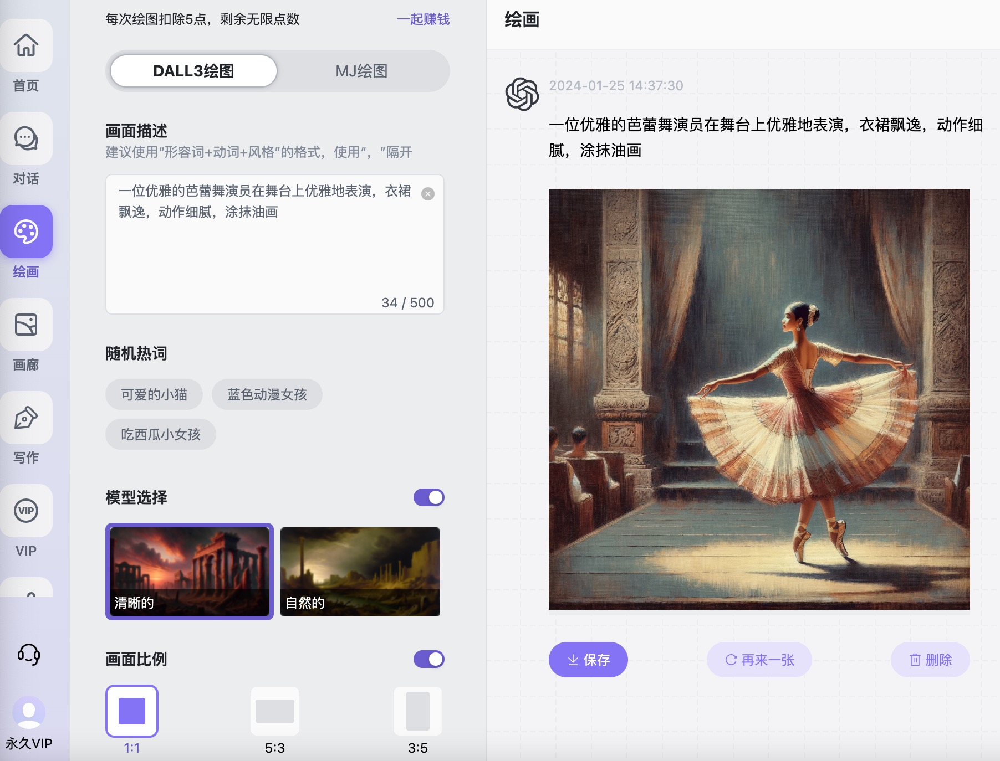 每次绘图扣除5点，剩余无限点数
一起赚钱
DALL3绘图
MJ绘图
画面描述
建议使用“形容词+动词+风格”的格式，使用“，”隔开
一位优雅的芭蕾舞演员在舞台上优雅地表演，衣裙
飘逸，动作细腻，涂抹油画
34 / 500
随机热词
可爱的小猫
蓝色动漫女孩
吃西瓜小女孩
模型选择
清晰的
自然的
画面比例
1:1
5:3
3:5
首页
对话
绘画
画廊
写作
VIP
VIP
永久VIP
绘画
2024-01-25 14:37:30
一位优雅的芭蕾舞演员在舞台上优雅地表演，衣裙飘逸，动作细
腻，涂抹油画
保存
再来一张
删除